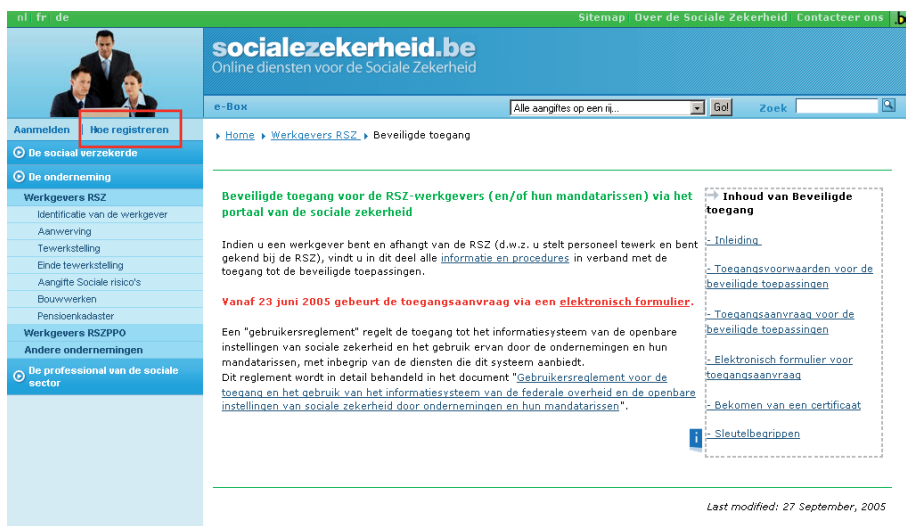 nl | fr | de
Sitemap | Over de Sociale Zekerheid | Contacteer ons
.b
socialezekerheid.be
Online diensten voor de Sociale Zekerheid
e-Box
Alle aangiftes op een rij...
Go!
Zoek
Aanmelden | Hoe registreren
De sociaal verzekerde
De onderneming
Werkgevers RSZ
Identificatie van de werkgever
Aanwerving
Tewerkstelling
Einde tewerkstelling
Aangifte Sociale risico's
Bouwwerken
Pensioenkadaster
Werkgevers RSZPPO
Andere ondernemingen
De professional van de sociale
sector
Home Werkgevers RSZ Beveiligde toegang
Beveiligde toegang voor de RSZ-werkgevers (en/of hun mandatarissen) via het
portaal van de sociale zekerheid
Indien u een werkgever bent en afhangt van de RSZ (d.w.z. u stelt personeel tewerk en bent
gekend bij de RSZ), vindt u in dit deel alle informatie en procedures in verband met de
toegang tot de beveiligde toepassingen.
Vanaf 23 juni 2005 gebeurt de toegangsaanvraag via een elektronisch formulier.
Een "gebruikersreglement" regelt de toegang tot het informatiesysteem van de openbare
instellingen van sociale zekerheid en het gebruik ervan door de ondernemingen en hun
mandatarissen, met inbegrip van de diensten die dit systeem aanbiedt.
Dit reglement wordt in detail behandeld in het document "Gebruikersreglement voor de
toegang en het gebruik van het informatiesysteem van de federale overheid en de openbare
instellingen van sociale zekerheid door ondernemingen en hun mandatarissen".
Inhoud van Beveiligde
toegang
- Inleiding
- Toegangsvoorwaarden voor de
beveiligde toepassingen
- Toegangsaanvraag voor de
beveiligde toepassingen
- Elektronisch formulier voor
toegangsaanvraag
- Bekomen van een certificaat
- Sleutelbegrippen
i
Last modified: 27 September, 2005